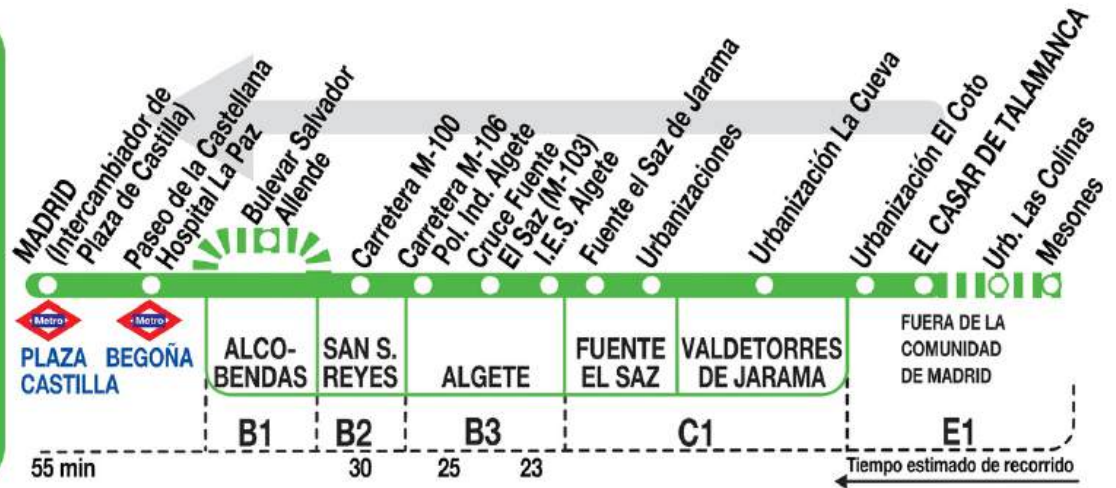 MADRID
(Intercambiador de
Plaza de Castilla)
Paseo de la Castellana
Hospital La Paz
Bulevar Salvador
Allende
Carretera M-100
Carretera M-106
Pol. Ind. Algete
Cruce Fuente
El Saz (M-103)
I.E.S. Algete
Fuente el Saz de Jarama
Urbanizaciones
Urbanización La Cueva
Urbanización El Coto
EL CASAR DE TALAMANCA
Urb. Las Colinas
Mesones
Metro
PLAZA
CASTILLA
Metro
BEGOÑA
ALCO-
BENDAS
SAN S.
REYES
ALGETE
FUENTE
EL SAZ
VALDETORRES
DE JARAMA
FUERA DE LA
COMUNIDAD
DE MADRID
B1
B2
B3
C1
E1
55 min
30
25
23
Tiempo estimado de recorrido